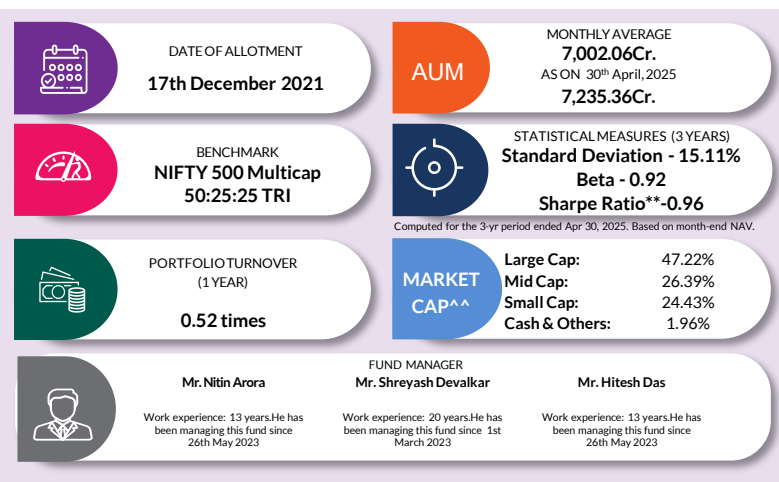 DATE OF ALLOTMENT
17th December 2021
AUM
MONTHLY AVERAGE
7,002.06Cr.
AS ON 30th April,2025
7,235.36Cr.
BENCHMARK
NIFTY 500 Multicap
50:25:25 TRI
STATISTICAL MEASURES (3 YEARS)
Standard Deviation - 15.11%
Beta - 0.92
Sharpe Ratio**-0.96
Computed for the 3-yr period ended Apr 30, 2025. Based on month-end NAV.
PORTFOLIO TURNOVER
(1 YEAR)
0.52 times
MARKET
CAP^^
Large Cap: 47.22%
Mid Cap: 26.39%
Small Cap: 24.43%
Cash & Others: 1.96%
FUND MANAGER
Mr. Nitin Arora
Work experience: 13 years.He has
been managing this fund since
26th May 2023
Mr. Shreyash Devalkar
Work experience: 20 years.He has
been managing this fund since 1st
March 2023
Mr. Hitesh Das
Work experience: 13 years.He has
been managing this fund since
26th May 2023